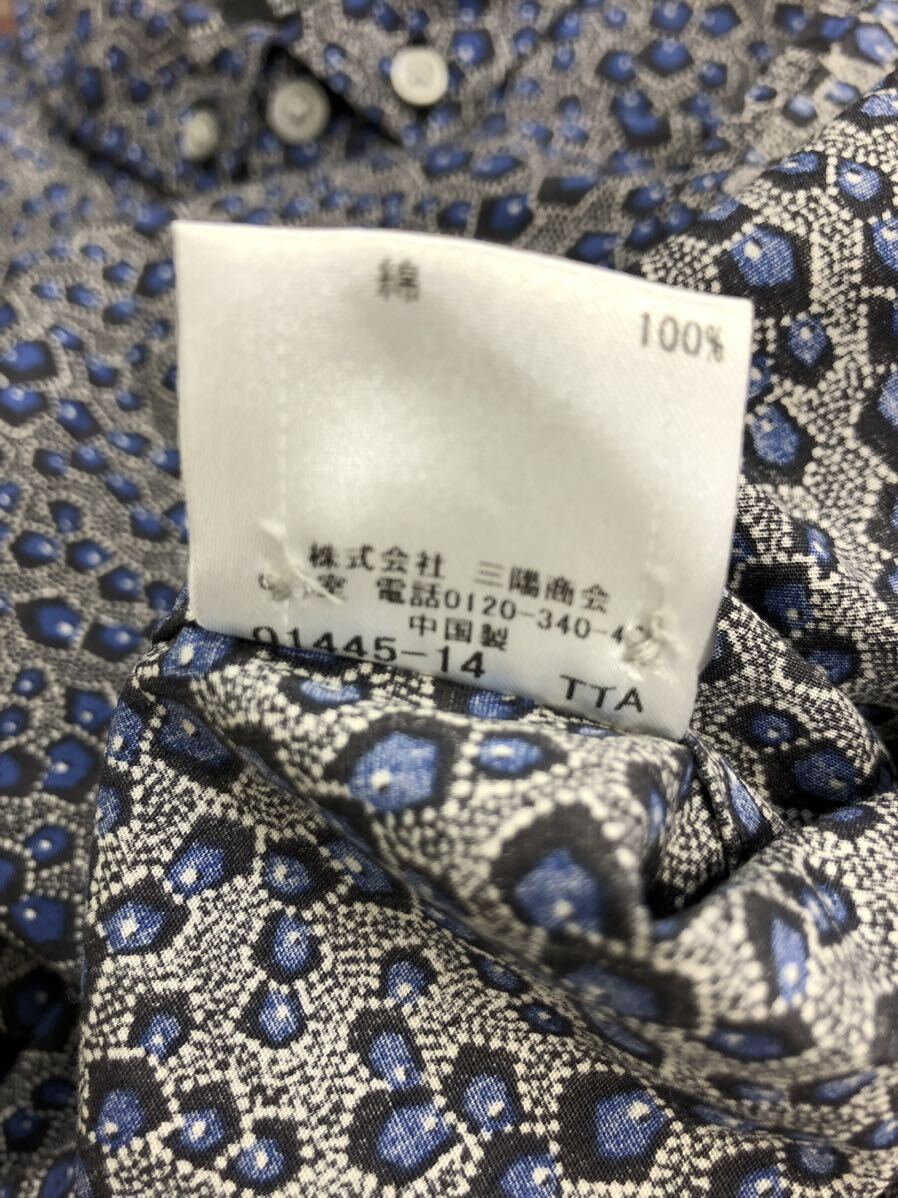 綿 100%
株式会社 三陽商会
電話0120-340-4
中国製
01445-14 TTA